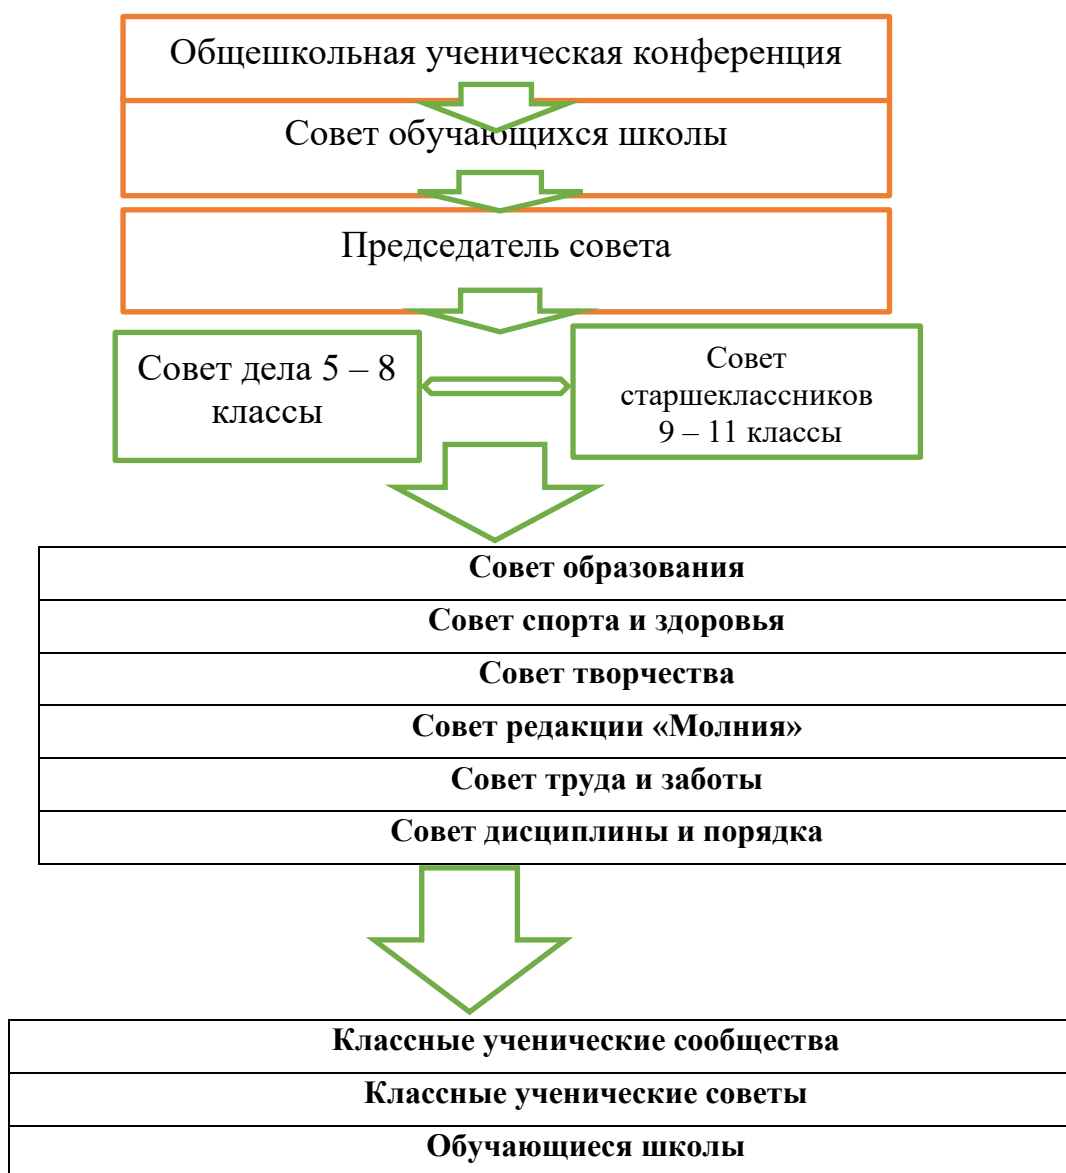 Общешкольная ученическая конференция
Совет обучающихся школы
Председатель совета
Совет дела 5 – 8
классы
Совет
старшеклассников
9 – 11 классы
Совет образования
Совет спорта и здоровья
Совет творчества
Совет редакции «Молния»
Совет труда и заботы
Совет дисциплины и порядка
Классные ученические сообщества
Классные ученические советы
Обучающиеся школы